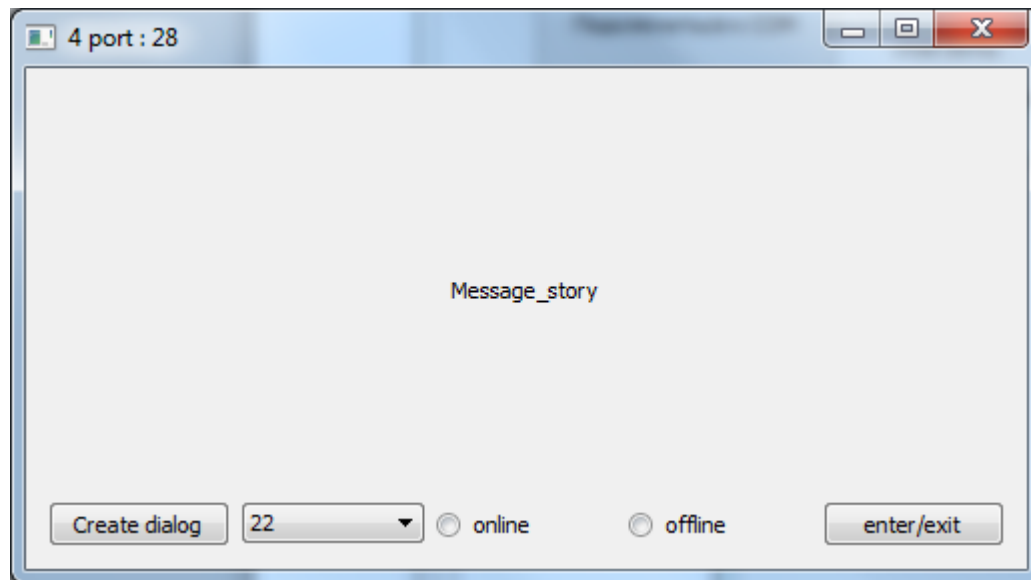 4 port : 28
Message_story
Create dialog 22 online offline enter/exit